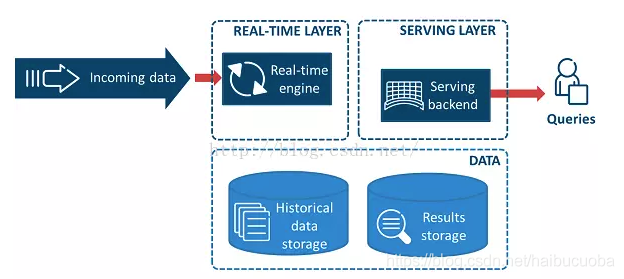 REAL-TIME LAYER
SERVING LAYER
Incoming data
Real-time
engine
Serving
backend
Queries
http://blog.csdn.net/
DATA
Historical
data
storage
Results
storage
https://blog.csdn.net/haibucuoba